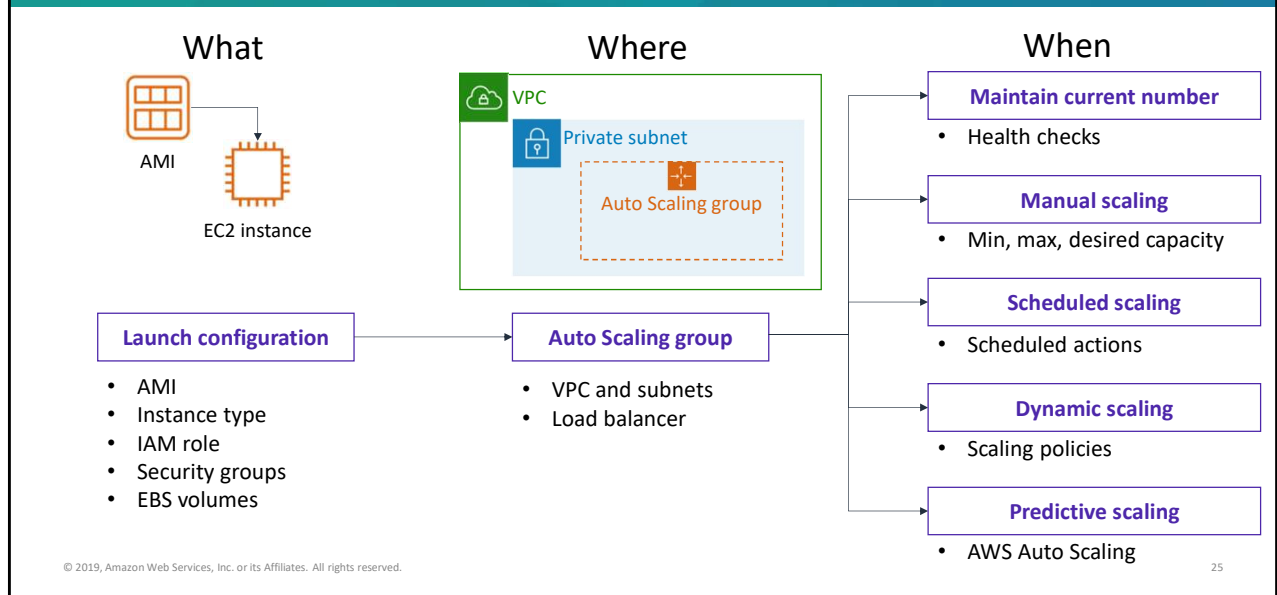 What
AMI
EC2 instance
Launch configuration
• AMI
• Instance type
• IAM role
• Security groups
• EBS volumes
Where
VPC
Private subnet
Auto Scaling group
Auto Scaling group
• VPC and subnets
• Load balancer
When
Maintain current number
• Health checks
Manual scaling
• Min, max, desired capacity
Scheduled scaling
• Scheduled actions
Dynamic scaling
• Scaling policies
Predictive scaling
• AWS Auto Scaling
© 2019, Amazon Web Services, Inc. or its Affiliates. All rights reserved.
25